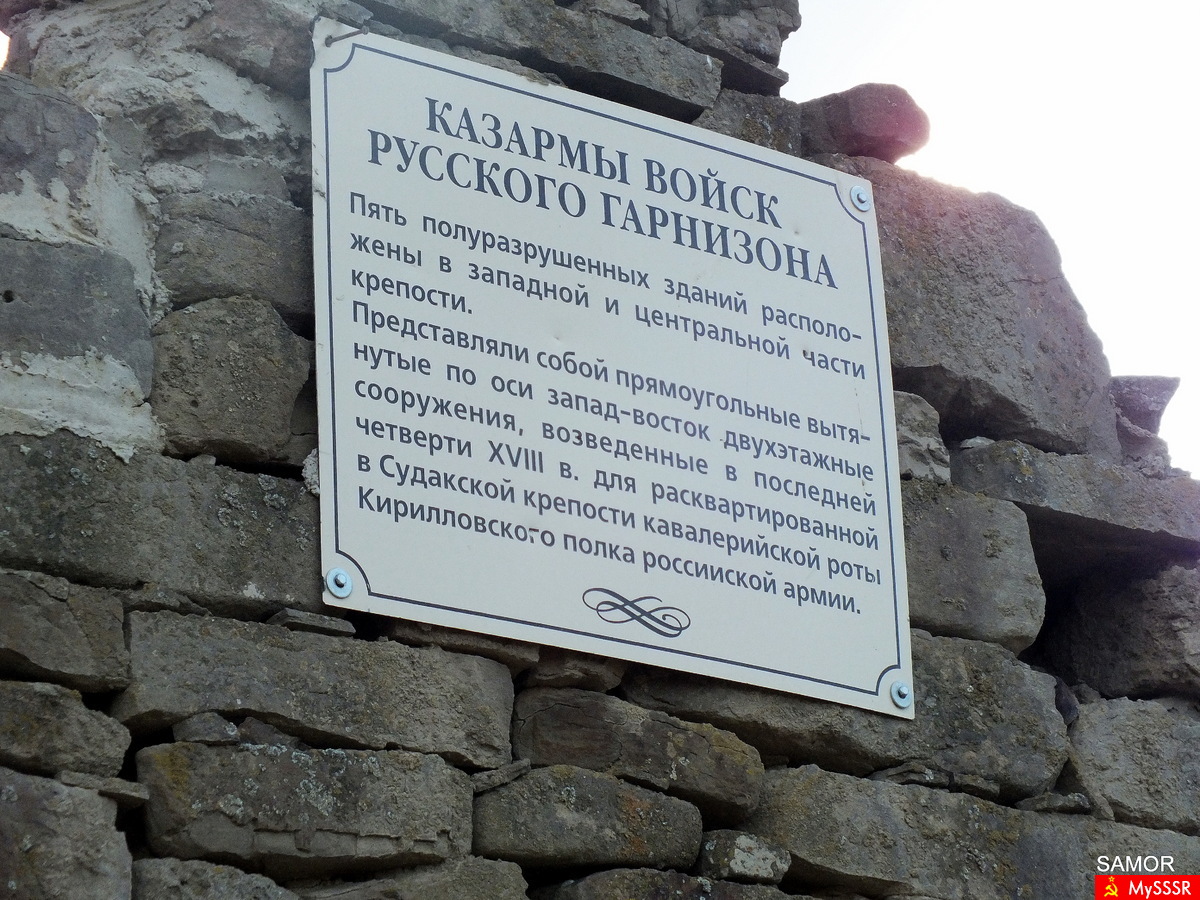 КАЗАРМЫ ВОЙСК
РУССКОГО ГАРНИЗОНА
Пять полуразрушенных зданий располо-
жены в западной и центральной части
крепости.
Представляли собой прямоугольные вытя-
нутые по оси запад-восток двухэтажные
сооружения, возведенные в последней
четверти XVIII в. для расквартированной
в Судакской крепости кавалерийской роты
Кирилловского полка россииской армии.
SAMOR
MySSSR